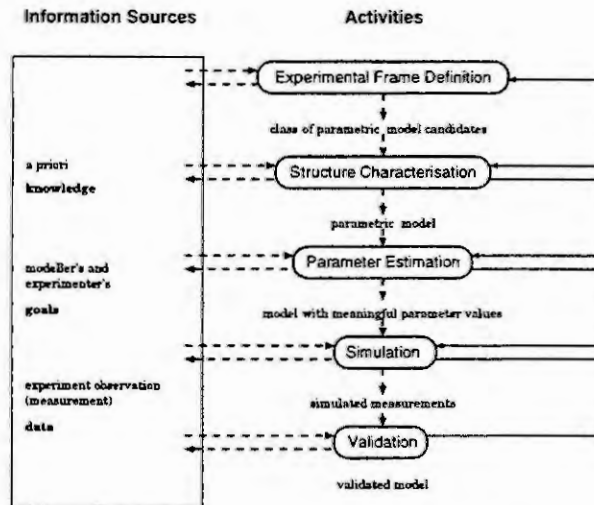 Information Sources
Activities
Experimental Frame Definition
class of parametric model candidates
a priori
knowledge
Structure Characterisation
parametric model
modeller's and
experimenter's
goals
Parameter Estimation
model with meaningful parameter values
Simulation
experiment observation
(measurement)
data
simulated measurements
Validation
validated model